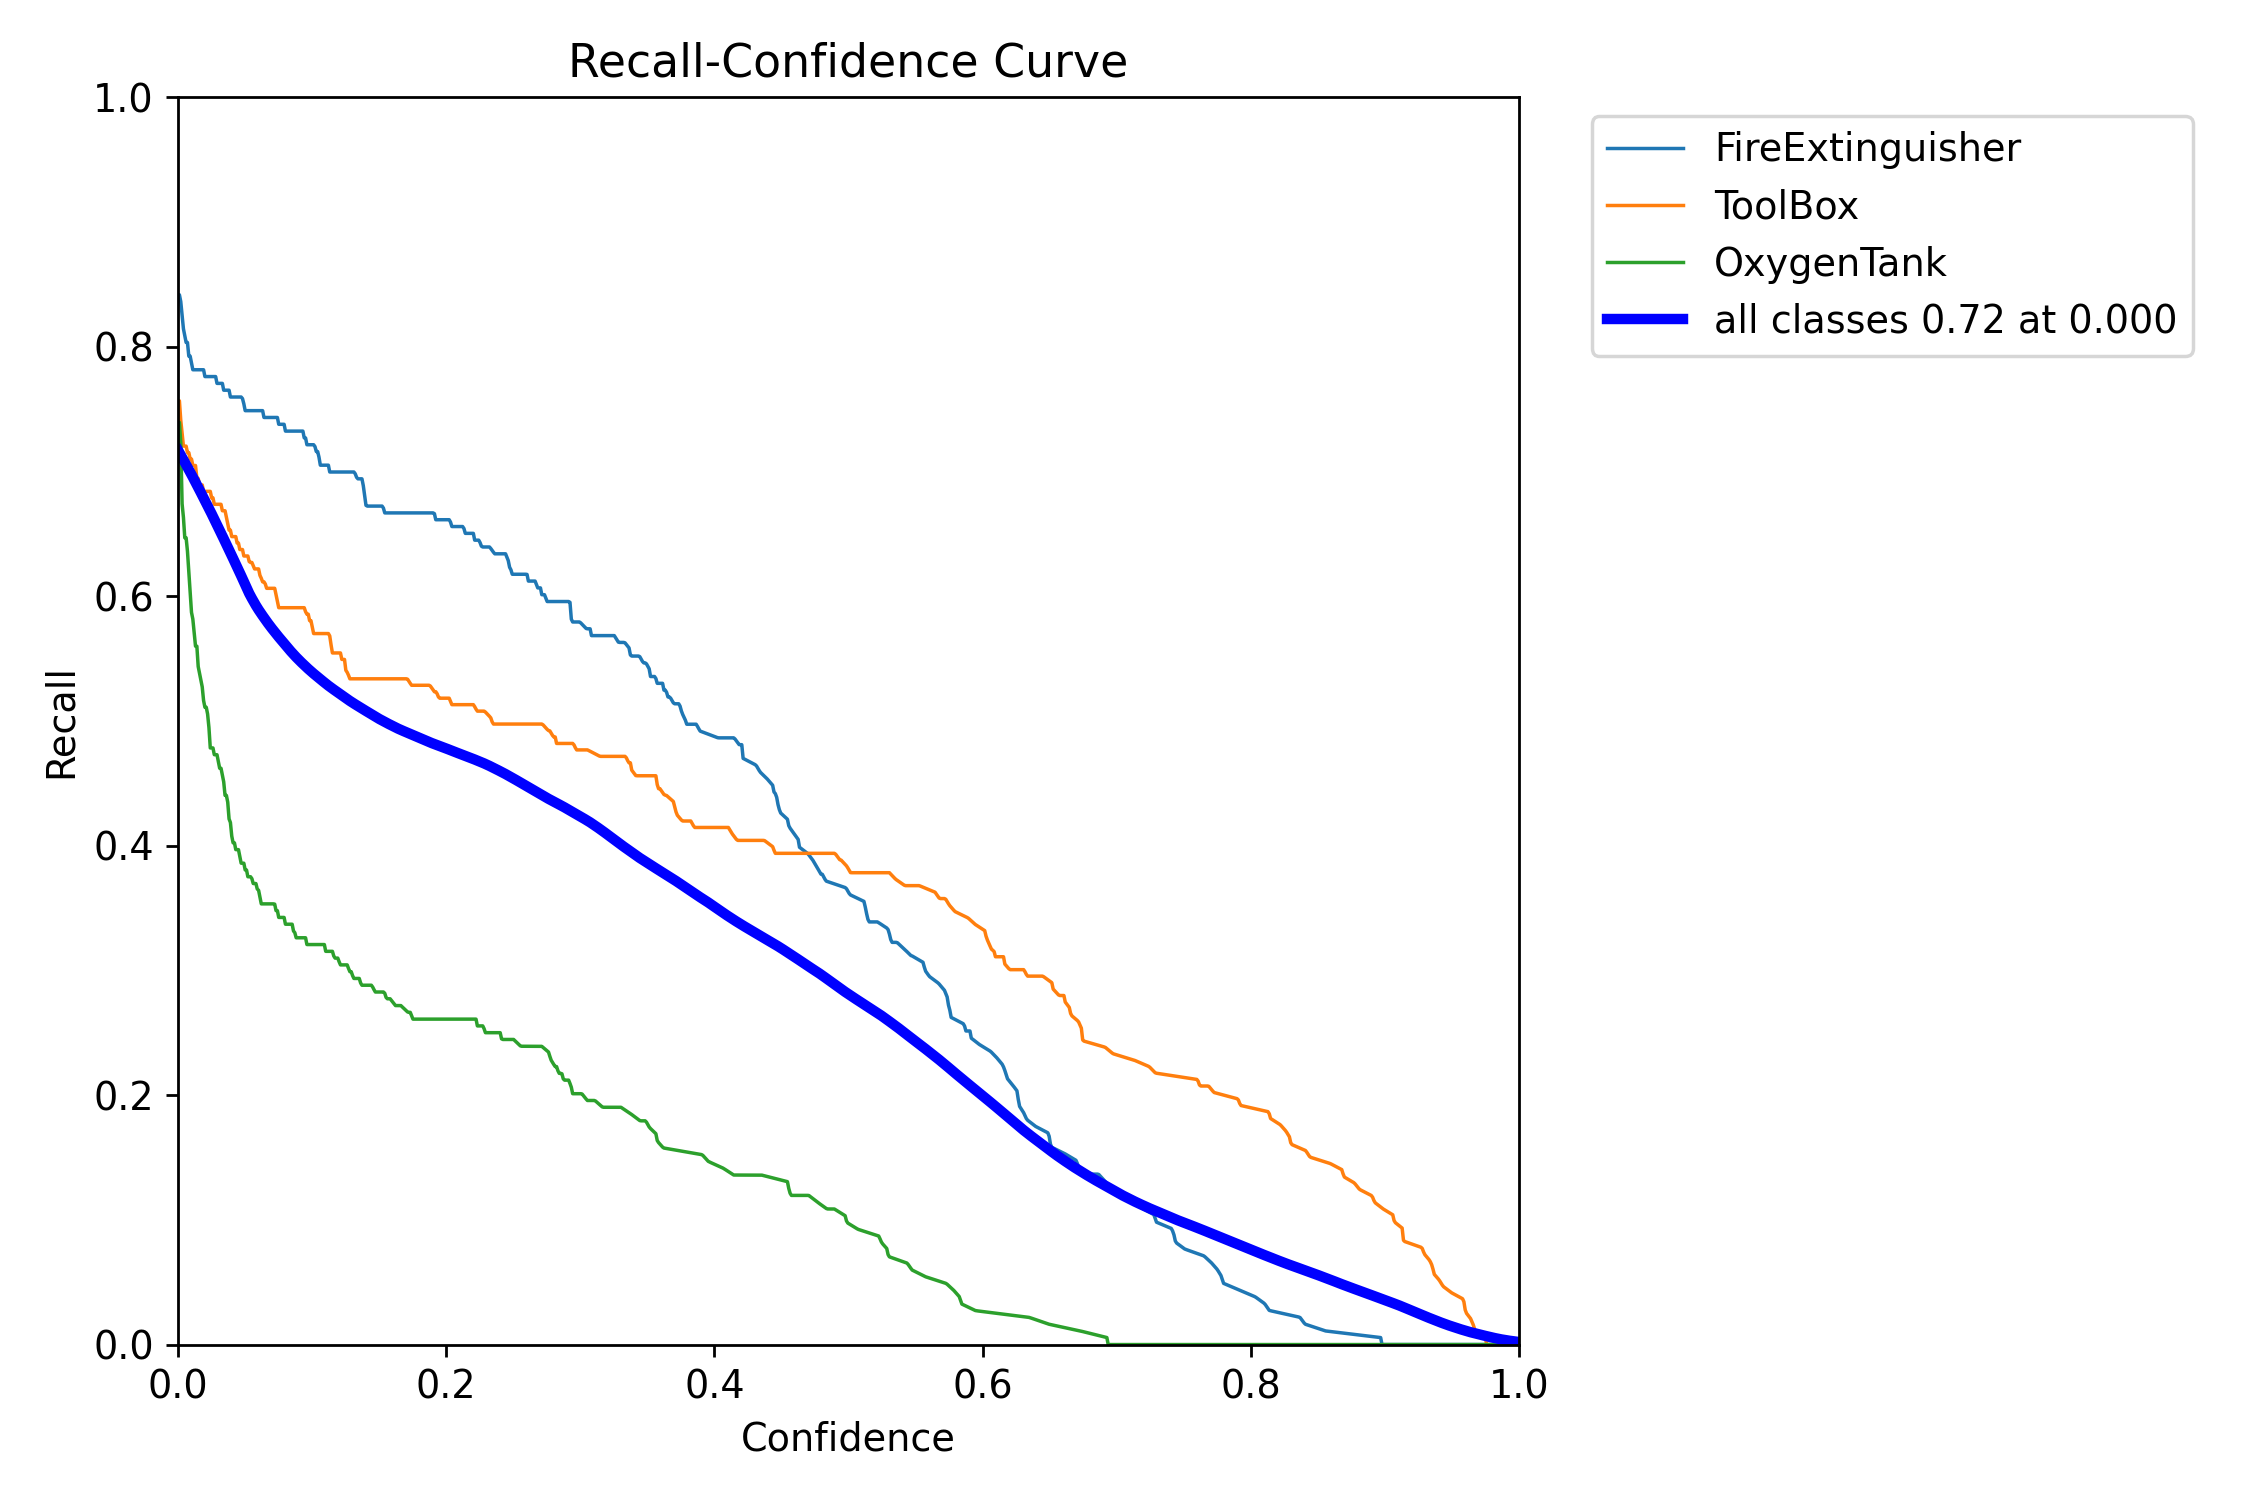 Recall-Confidence Curve
1.0
0.8
0.6
0.4
0.2
0.0
Recall
0.0 0.2 0.4 0.6 0.8 1.0
Confidence
FireExtinguisher
ToolBox
OxygenTank
all classes 0.72 at 0.000